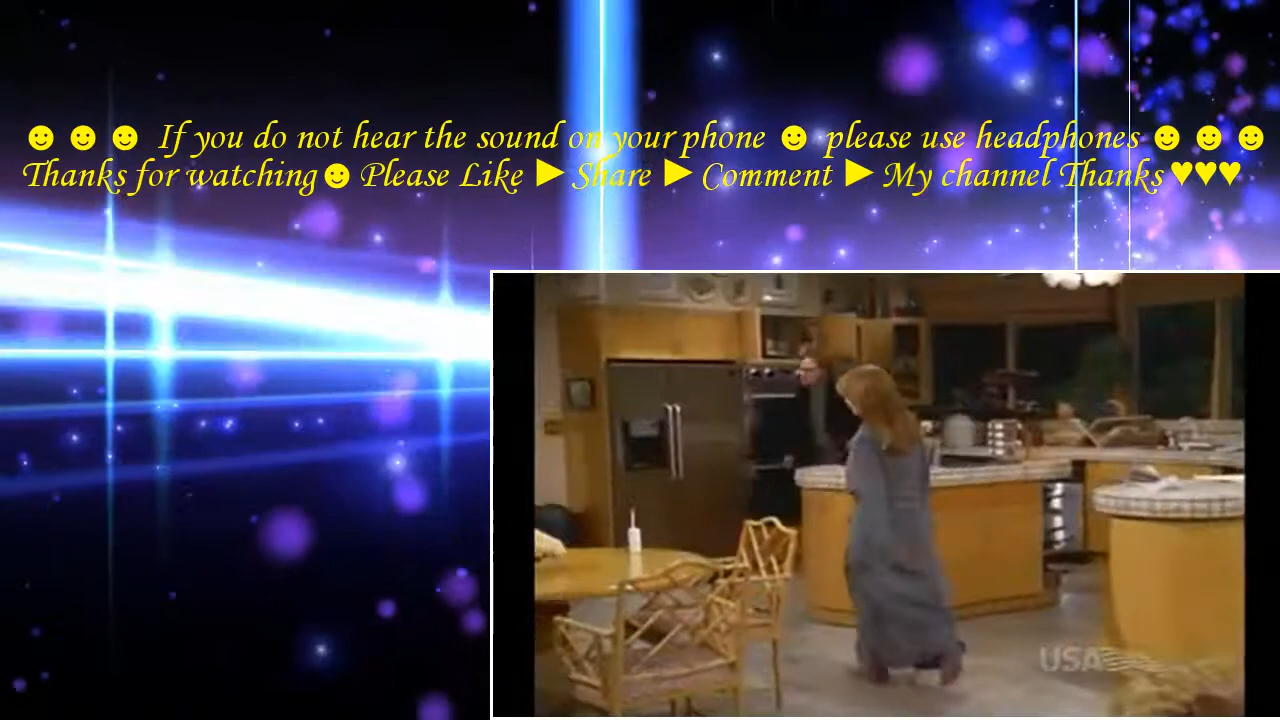 ☻☻☻ If you do not hear the sound on your phone ☻ please use headphones ☻☻☻
Thanks for watching☻Please Like ►Share ►Comment ►My channel Thanks♥♥♥
USA